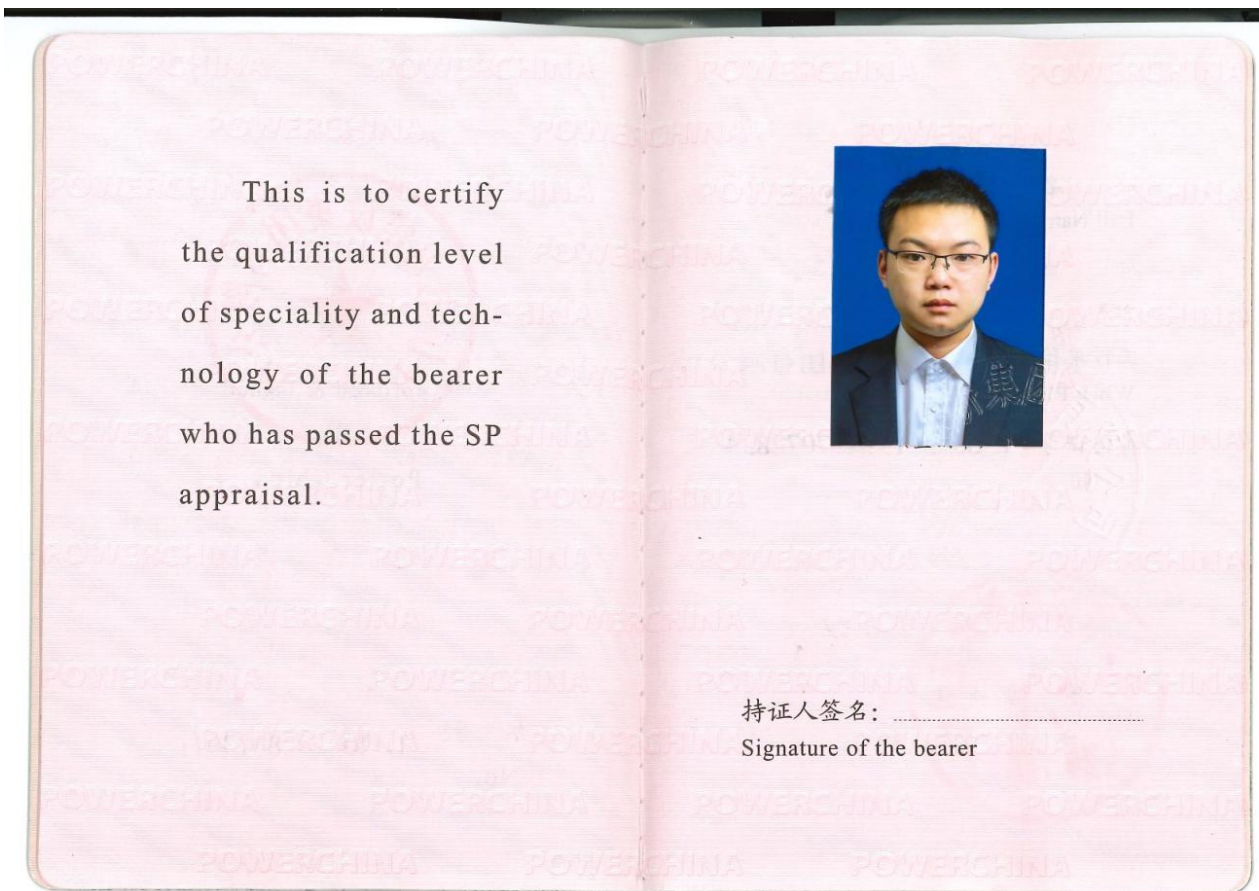 This is to certify
the qualification level
of speciality and tech-
nology of the bearer
who has passed the SP
appraisal.
POWERCHINA
持证人签名：
Signature of the bearer